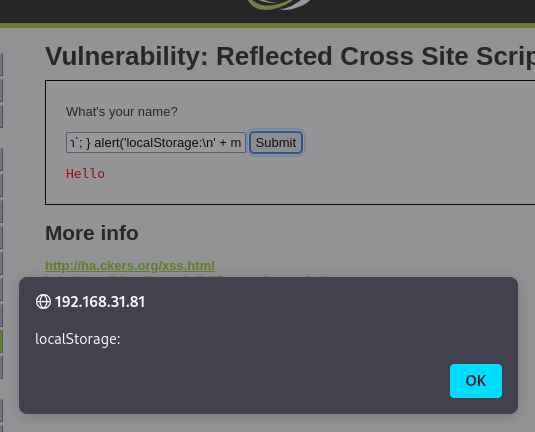 Vulnerability: Reflected Cross Site Scrip
What's your name?
`; } alert('localStorage:\n' + m
Submit
Hello
More info
http://ha.ckers.org/xss.html
192.168.31.81
localStorage:
OK